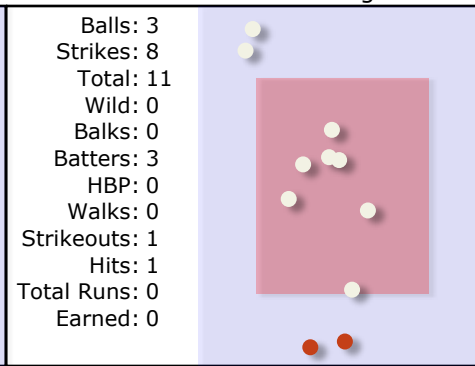 Balls: 3
Strikes: 8
Total: 11
Wild: 0
Balks: 0
Batters: 3
HBP: 0
Walks: 0
Strikeouts: 1
Hits: 1
Total Runs: 0
Earned: 0